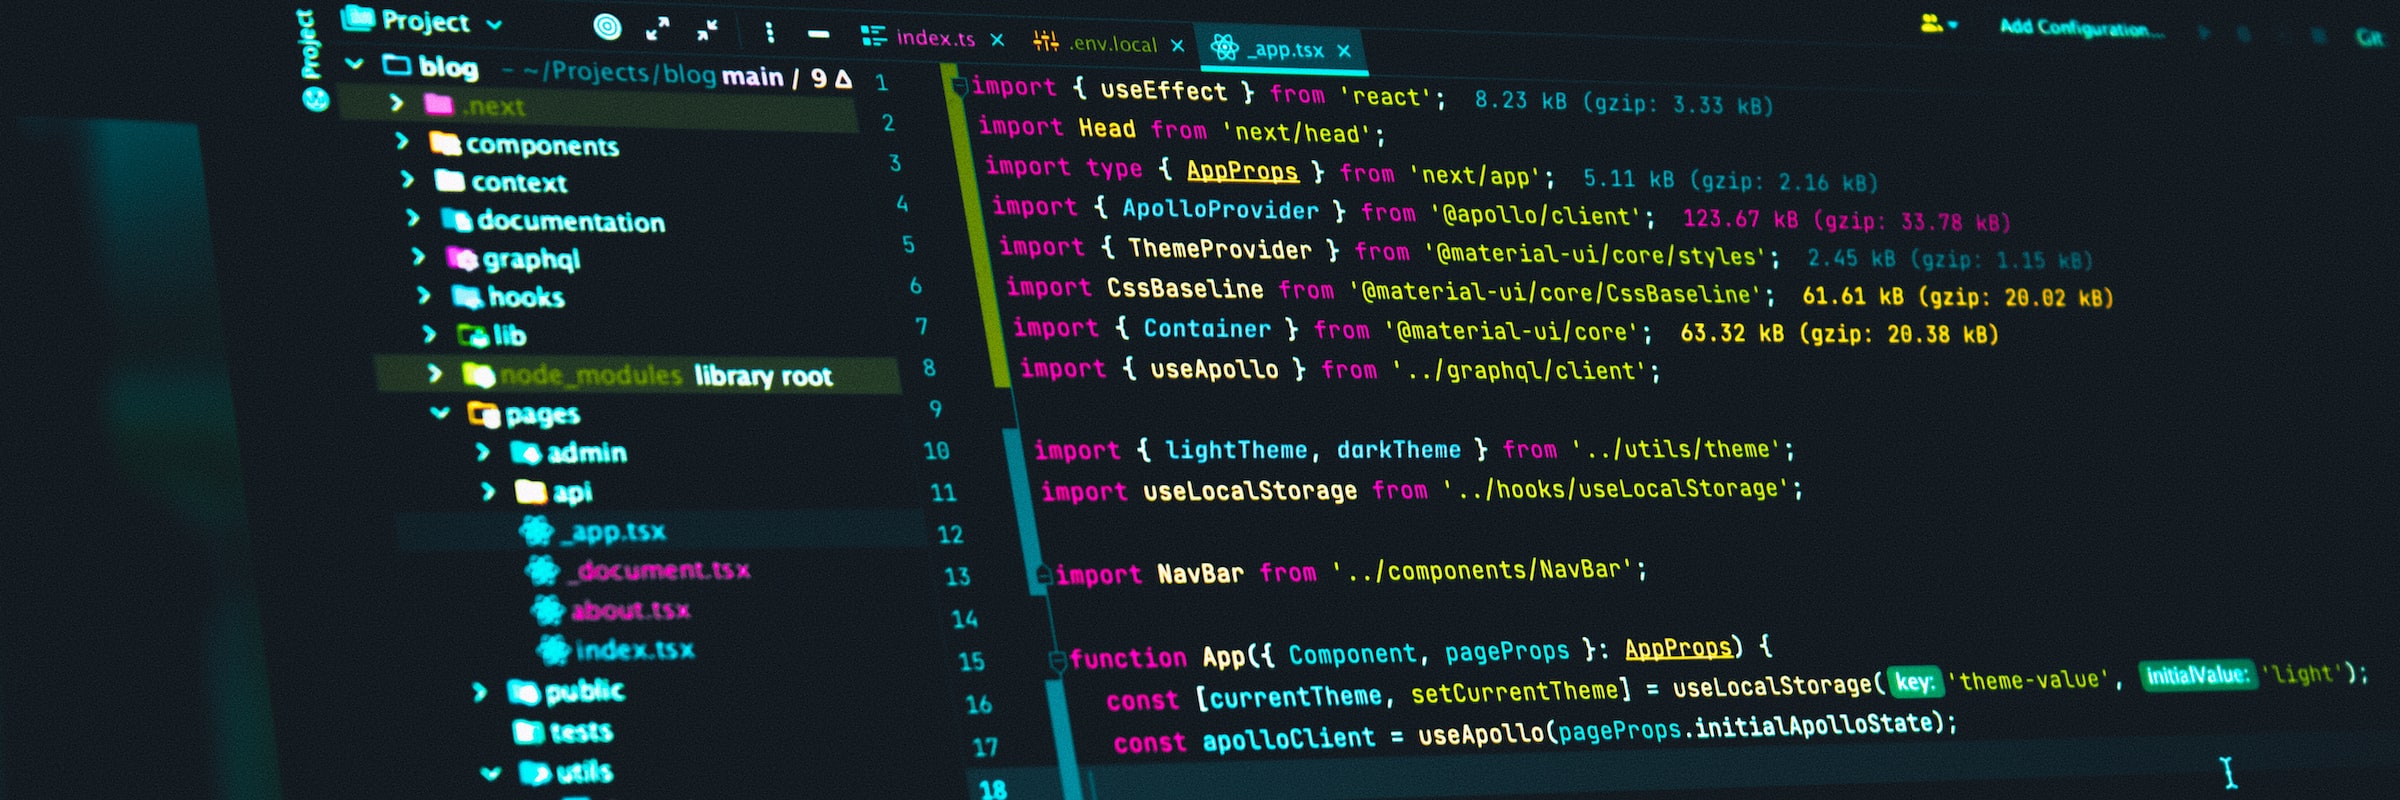 Project
Project
index.ts
.env.local
_app.tsx
Add Configuration...
Git
blog ~/Projects/blog main / 9 Δ
.next
components
context
documentation
graphql
hooks
lib
node_modules library root
pages
admin
api
_app.tsx
_document.tsx
about.tsx
index.tsx
public
tests
utils
1 import { useEffect } from 'react'; 8.23 kB (gzip: 3.33 kB)
2 import Head from 'next/head';
3 import type { AppProps } from 'next/app'; 5.11 kB (gzip: 2.16 kB)
4 import { ApolloProvider } from '@apollo/client'; 123.67 kB (gzip: 33.78 kB)
5 import { ThemeProvider } from '@material-ui/core/styles'; 2.45 kB (gzip: 1.15 kB)
6 import CssBaseline from '@material-ui/core/CssBaseline'; 61.61 kB (gzip: 20.02 kB)
7 import { Container } from '@material-ui/core'; 63.32 kB (gzip: 20.38 kB)
8 import { useApollo } from '../graphql/client';
9
10 import { lightTheme, darkTheme } from '../utils/theme';
11 import useLocalStorage from '../hooks/useLocalStorage';
12
13 import NavBar from '../components/NavBar';
14
15 function App({ Component, pageProps }: AppProps) {
16 const [currentTheme, setCurrentTheme] = useLocalStorage( key: 'theme-value', initialValue: 'light');
17 const apolloClient = useApollo(pageProps.initialApolloState);
18